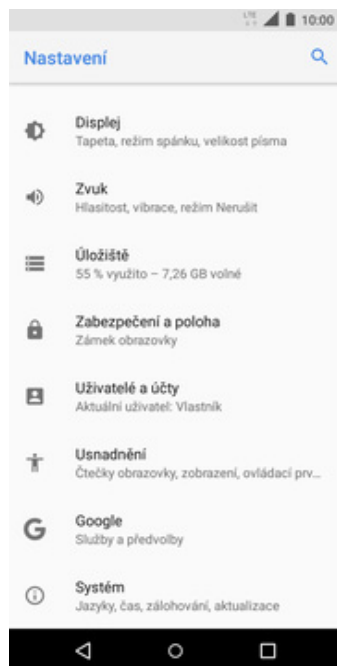 LTE 10:00
Nastavení
Displej
Tapeta, režim spánku, velikost písma
Zvuk
Hlasitost, vibrace, režim Nerušit
Úložiště
55 % využito – 7,26 GB volné
Zabezpečení a poloha
Zámek obrazovky
Uživatelé a účty
Aktuální uživatel: Vlastník
Usnadnění
Čtečky obrazovky, zobrazení, ovládací prv...
Google
Služby a předvolby
Systém
Jazyky, čas, zálohování, aktualizace